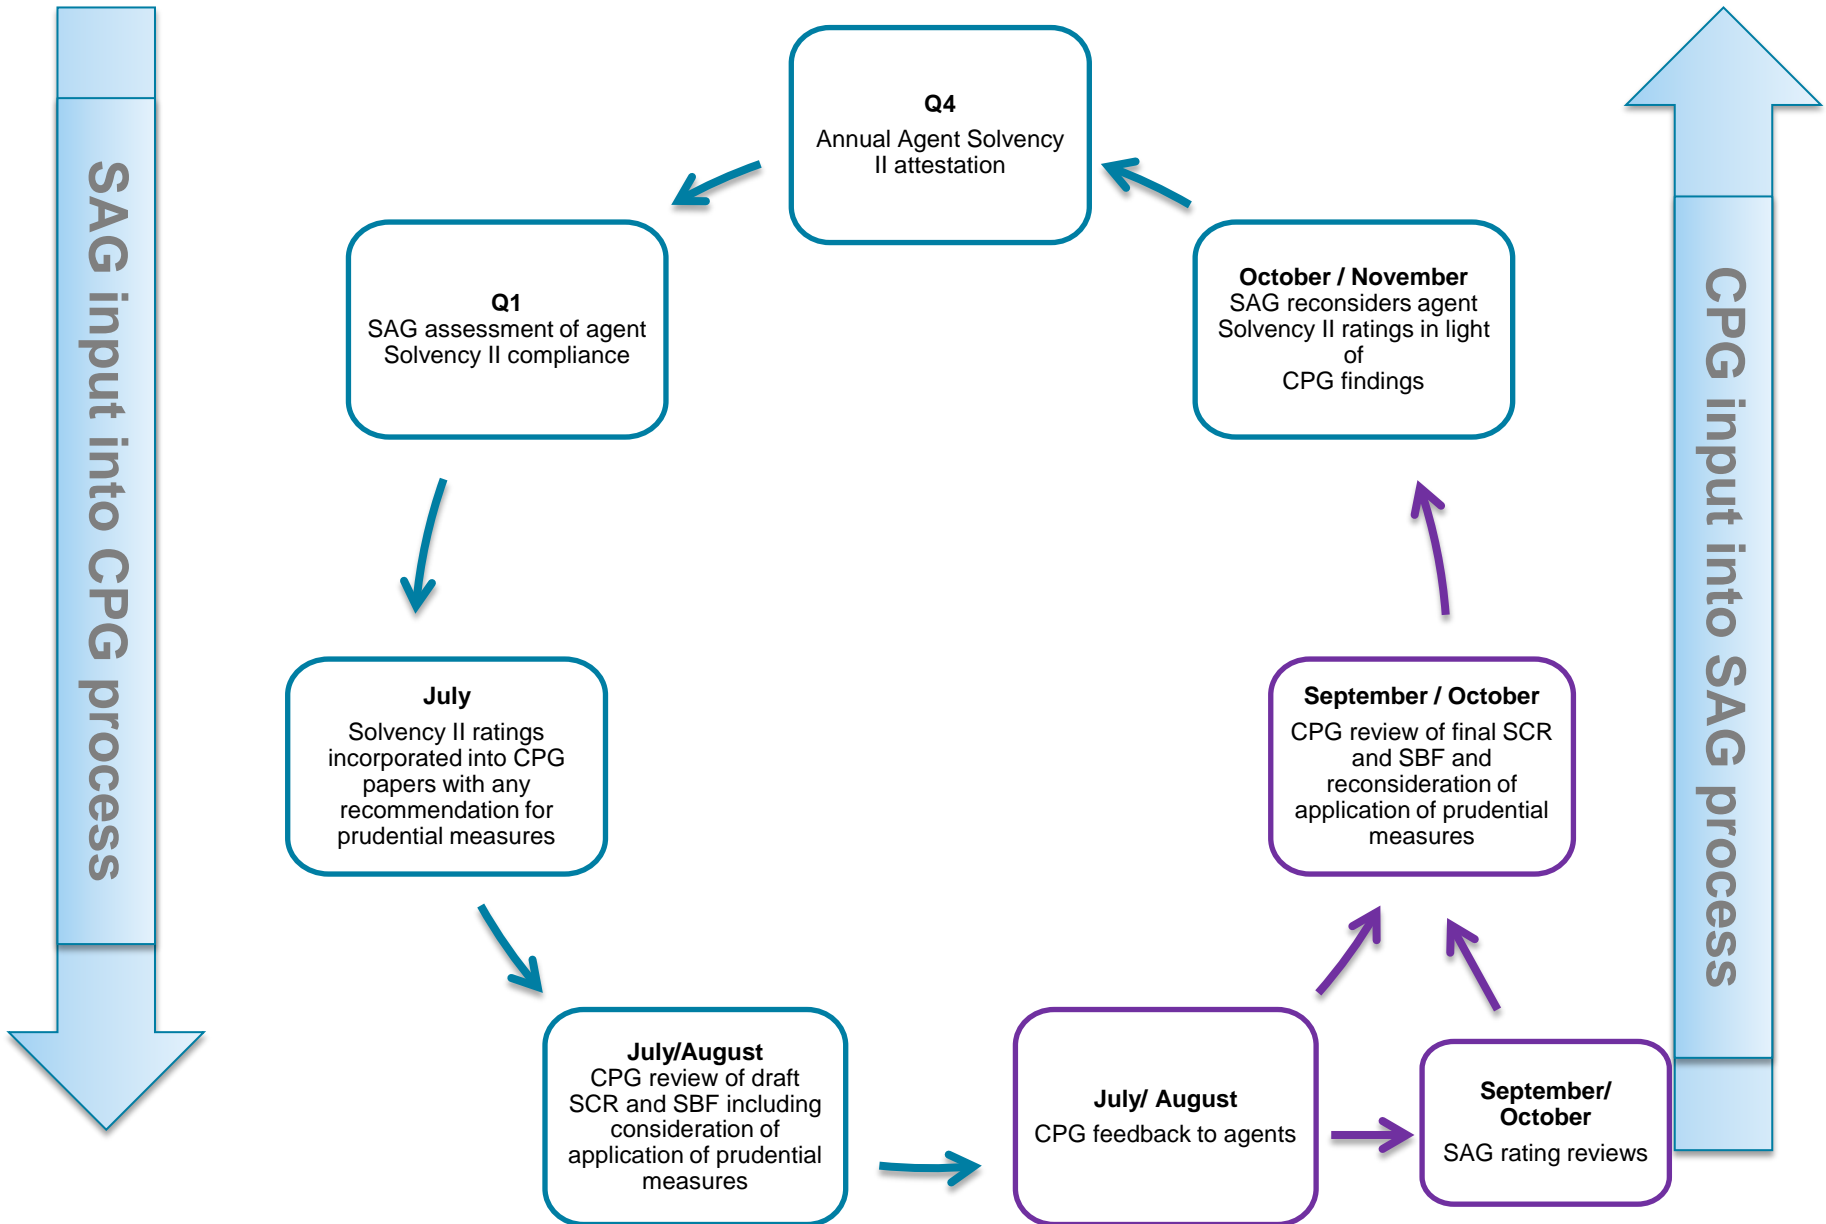 SAG input into CPG process
Q4
Annual Agent Solvency
II attestation
Q1
SAG assessment of agent
Solvency II compliance
October / November
SAG reconsiders agent
Solvency II ratings in light
of
CPG findings
July
Solvency II ratings
incorporated into CPG
papers with any
recommendation for
prudential measures
September / October
CPG review of final SCR
and SBF and
reconsideration of
application of prudential
measures
July/August
CPG review of draft
SCR and SBF including
consideration of
application of prudential
measures
July/ August
CPG feedback to agents
September/
October
SAG rating reviews
CPG input into SAG process